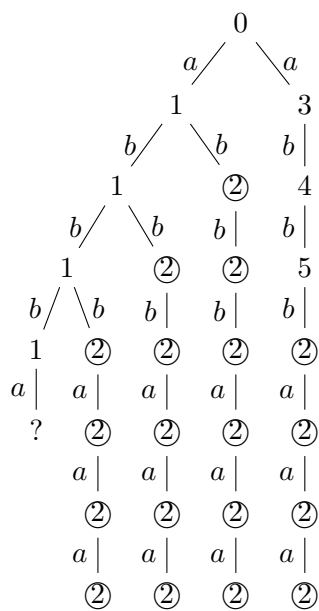 0
a a
1 3
b b b
1 ② 4
b b b b
1 ② ② 5
b b b b b
1 ② ② ② ②
a a a a a
? ② ② ② ②
a a a a
② ② ② ②
a a a a
② ② ② ②